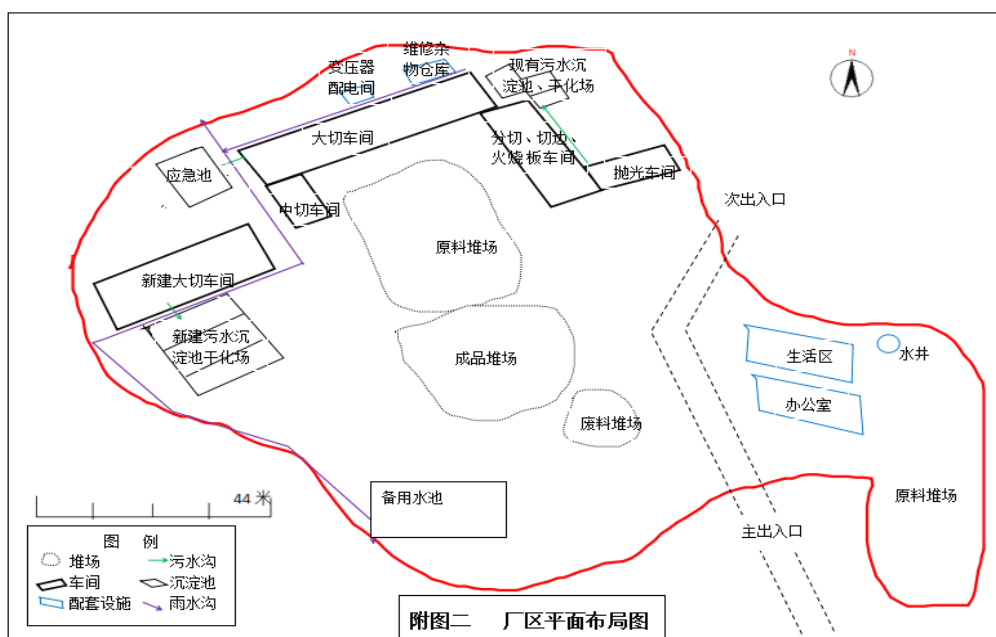 维修杂
物仓库
变压器
配电间
现有污水沉
淀池、干化场
N
大切车间
分切、切边、
火烧板车间
应急池
抛光车间
中切车间
次出入口
原料堆场
新建大切车间
新建污水沉
淀池干化场
成品堆场
生活区
水井
办公室
废料堆场
44 米
备用水池
原料堆场
主出入口
图 例
堆场
污水沟
车间
沉淀池
配套设施
雨水沟
附图二 厂区平面布局图